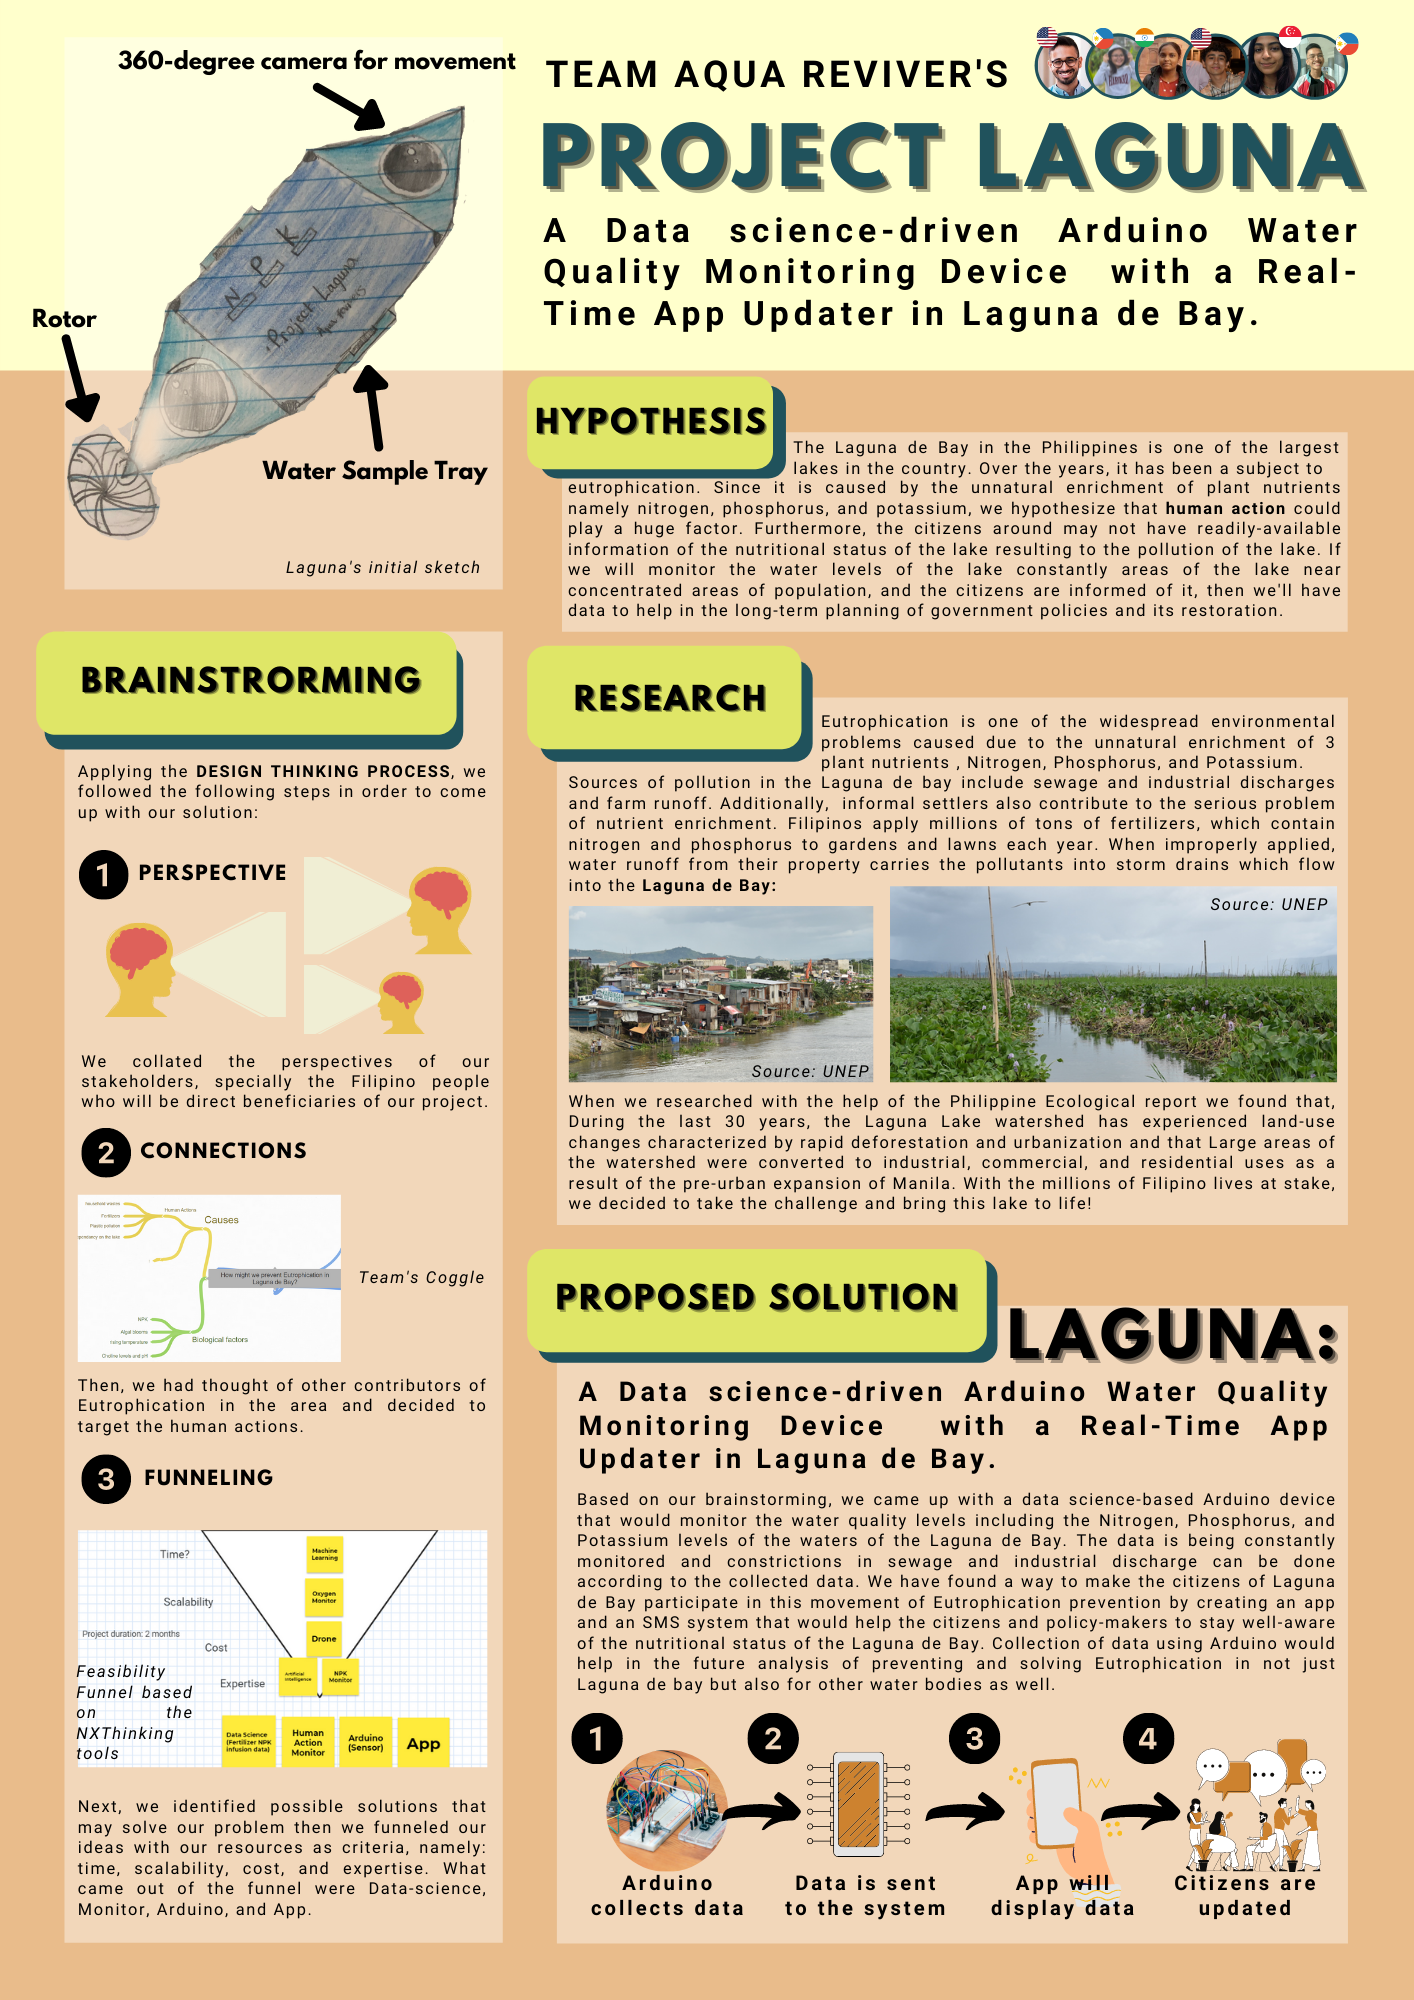 360-degree camera for movement
Rotor
N P K
Project Laguna
Water Sample Tray
Laguna's initial sketch
TEAM AQUA REVIVER'S
PROJECT LAGUNA
A Data science-driven Arduino Water
Quality Monitoring Device with a Real-
Time App Updater in Laguna de Bay.
HYPOTHESIS
The Laguna de Bay in the Philippines is one of the largest
lakes in the country. Over the years, it has been a subject to
eutrophication. Since it is caused by the unnatural enrichment of plant nutrients
namely nitrogen, phosphorus, and potassium, we hypothesize that human action could
play a huge factor. Furthermore, the citizens around may not have readily-available
information of the nutritional status of the lake resulting to the pollution of the lake. If
we will monitor the water levels of the lake constantly areas of the lake near
concentrated areas of population, and the citizens are informed of it, then we'll have
data to help in the long-term planning of government policies and its restoration.
BRAINSTRORMING
Applying the DESIGN THINKING PROCESS, we
followed the following steps in order to come
up with our solution:
1 PERSPECTIVE
We collated the perspectives of our
stakeholders, specially the Filipino people
who will be direct beneficiaries of our project.
2 CONNECTIONS
Human Actions
Fertilizers
Plastic pollution
Causes
How might we prevent Eutrophication in
Laguna de Bay?
NPK
Algal blooms
rising temperature
Biological factors
Team's Coggle
Then, we had thought of other contributors of
Eutrophication in the area and decided to
target the human actions.
3 FUNNELING
Time?
Scalability
Project duration: 2 months
Cost
Expertise
Machine
Learning
Oxygen
Monitor
Drone
Artificial
Intelligence
NPK
Monitor
Data Science
(Fertilizer NPK
infusion data)
Human
Action
Monitor
Arduino
(Sensor)
App
Feasibility
Funnel based
on the
NXThinking
tools
Next, we identified possible solutions that
may solve our problem then we funneled our
ideas with our resources as criteria, namely:
time, scalability, cost, and expertise. What
came out of the funnel were Data-science,
Monitor, Arduino, and App.
RESEARCH
Eutrophication is one of the widespread environmental
problems caused due to the unnatural enrichment of 3
plant nutrients , Nitrogen, Phosphorus, and Potassium.
Sources of pollution in the Laguna de bay include sewage and industrial discharges
and farm runoff. Additionally, informal settlers also contribute to the serious problem
of nutrient enrichment. Filipinos apply millions of tons of fertilizers, which contain
nitrogen and phosphorus to gardens and lawns each year. When improperly applied,
water runoff from their property carries the pollutants into storm drains which flow
into the Laguna de Bay:
Source: UNEP
Source: UNEP
When we researched with the help of the Philippine Ecological report we found that,
During the last 30 years, the Laguna Lake watershed has experienced land-use
changes characterized by rapid deforestation and urbanization and that Large areas of
the watershed were converted to industrial, commercial, and residential uses as a
result of the pre-urban expansion of Manila. With the millions of Filipino lives at stake,
we decided to take the challenge and bring this lake to life!
PROPOSED SOLUTION
LAGUNA:
A Data science-driven Arduino Water Quality
Monitoring Device with a Real-Time App
Updater in Laguna de Bay.
Based on our brainstorming, we came up with a data science-based Arduino device
that would monitor the water quality levels including the Nitrogen, Phosphorus, and
Potassium levels of the waters of the Laguna de Bay. The data is being constantly
monitored and constrictions in sewage and industrial discharge can be done
according to the collected data. We have found a way to make the citizens of Laguna
de Bay participate in this movement of Eutrophication prevention by creating an app
and an SMS system that would help the citizens and policy-makers to stay well-aware
of the nutritional status of the Laguna de Bay. Collection of data using Arduino would
help in the future analysis of preventing and solving Eutrophication in not just
Laguna de bay but also for other water bodies as well.
1
Arduino
collects data
2
Data is sent
to the system
3
App will
display data
4
Citizens are
updated